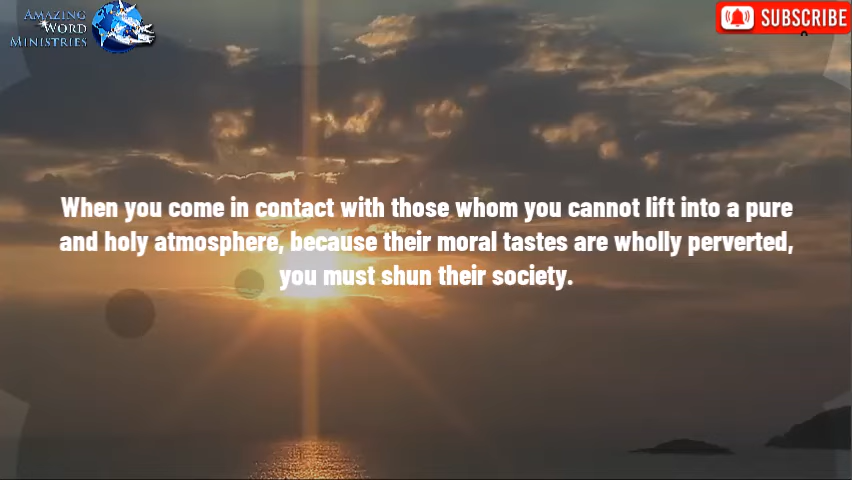 AMAZING
WORD
MINISTRIES
SUBSCRIBE
When you come in contact with those whom you cannot lift into a pure
and holy atmosphere, because their moral tastes are wholly perverted,
you must shun their society.